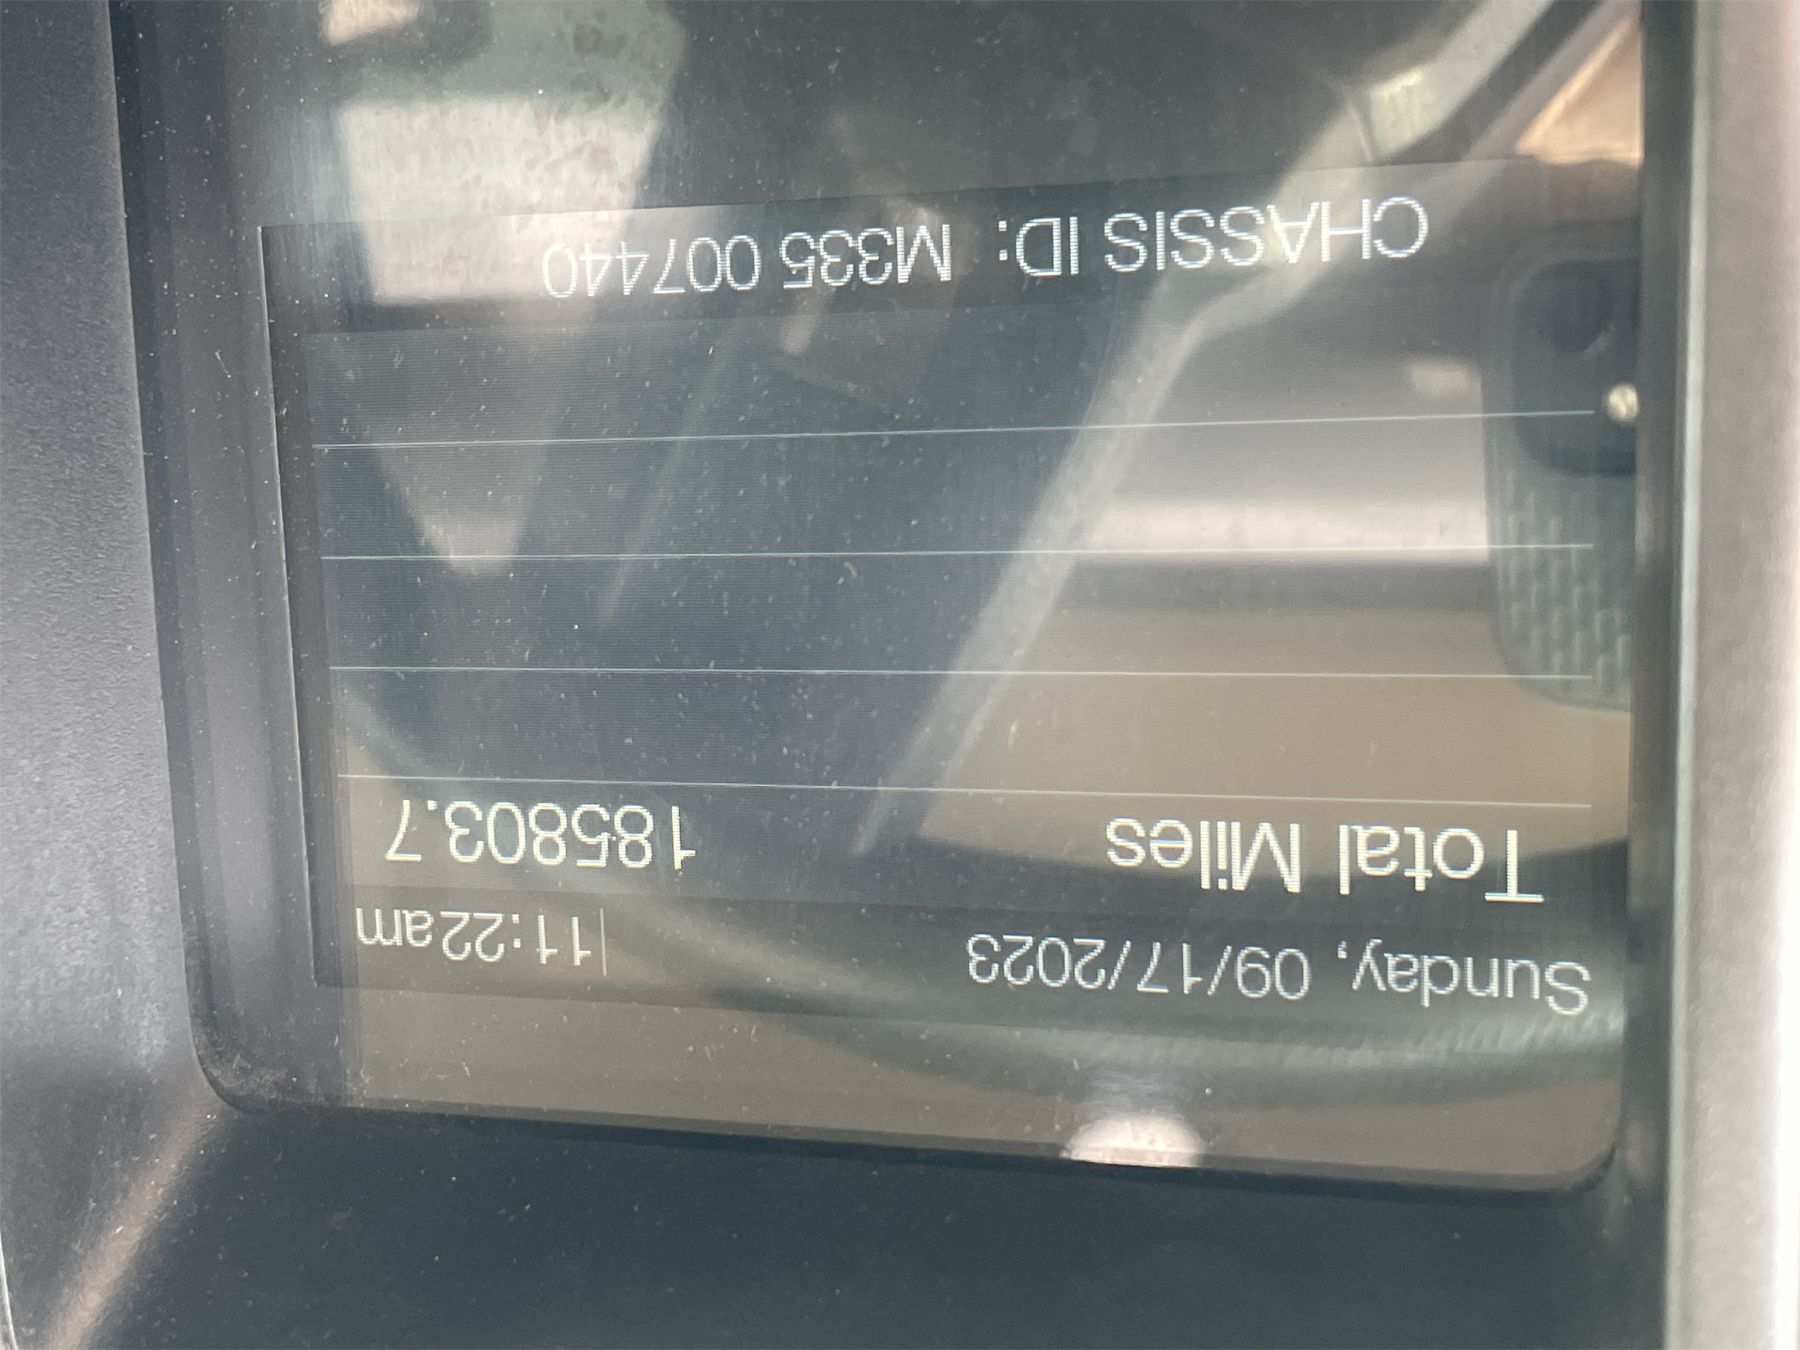 Sunday, 09/17/2023 | 11:22am
Total Miles 185803.7
CHASSIS ID: M335 007440